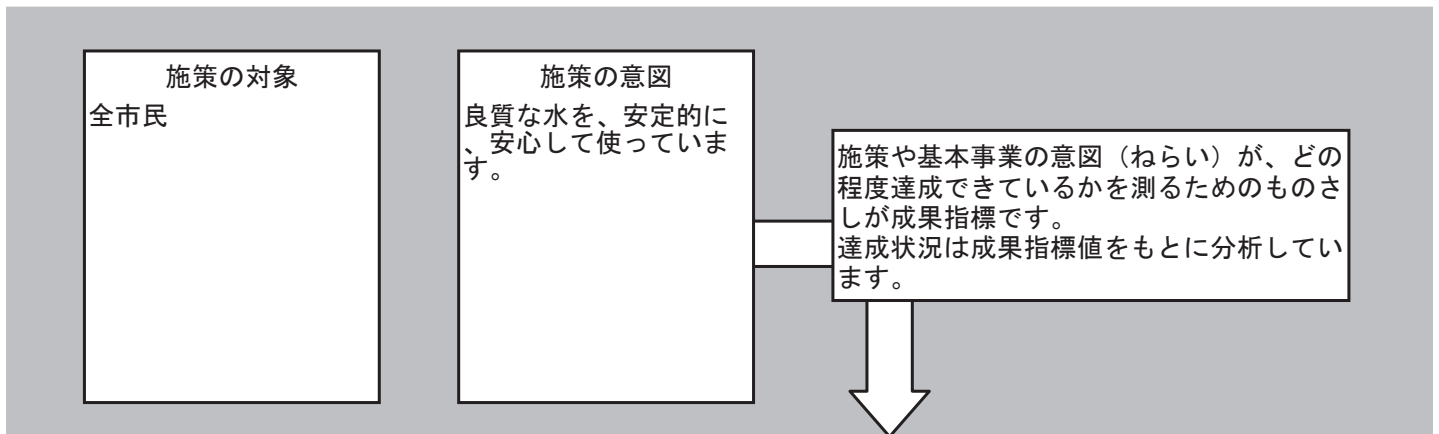 施策の対象
全市民
施策の意図
良質な水を、安定的に
、安心して使っていま
す。
施策や基本事業の意図（ねらい）が、どの
程度達成できているかを測るためのものさ
しが成果指標です。
達成状況は成果指標値をもとに分析してい
ます。